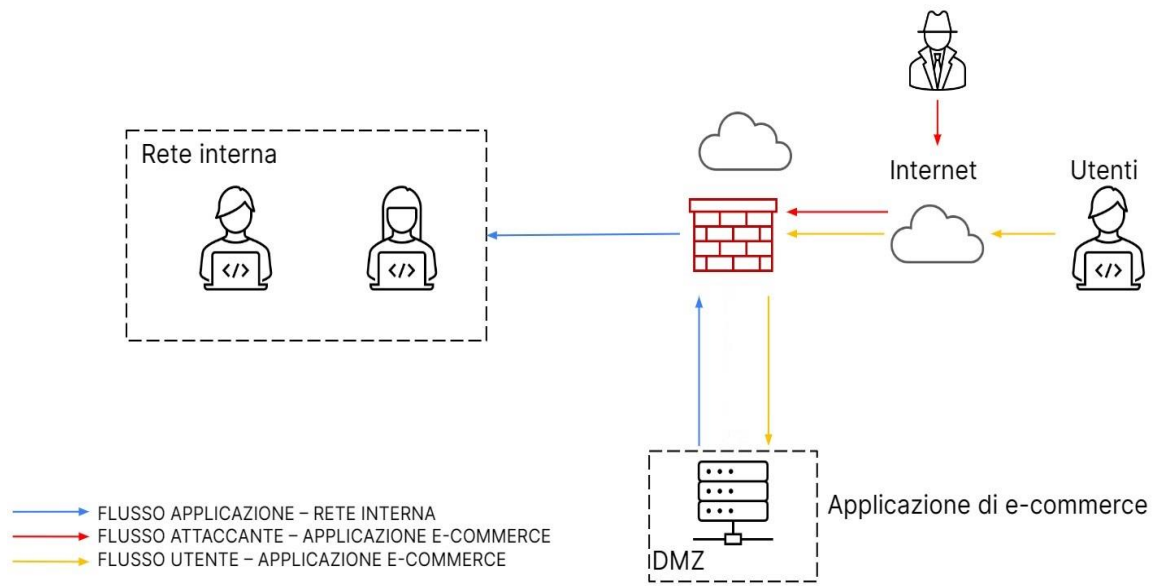 Rete interna
Internet
Utenti
</>
</>
</>
Applicazione di e-commerce
DMZ
FLUSSO APPLICAZIONE – RETE INTERNA
FLUSSO ATTACCANTE – APPLICAZIONE E-COMMERCE
FLUSSO UTENTE – APPLICAZIONE E-COMMERCE